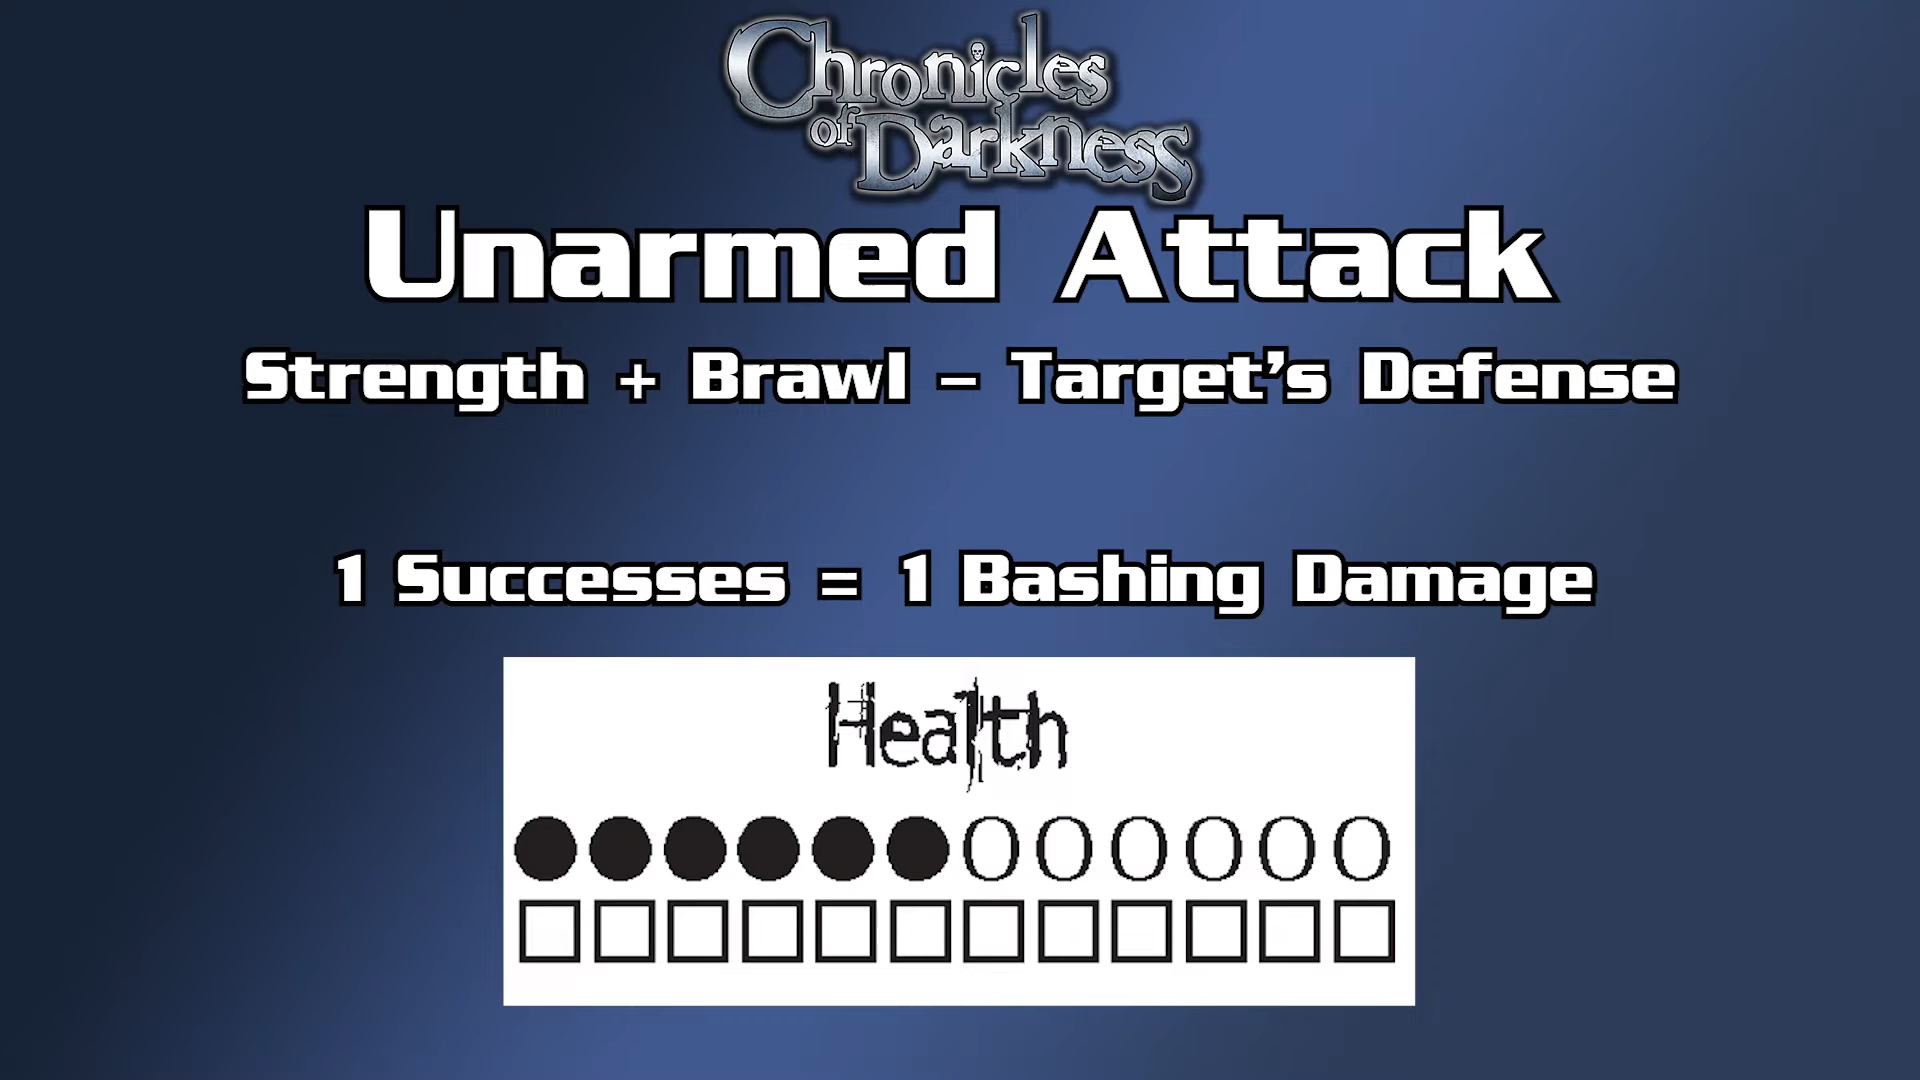 Chronicles
of Darkness
Unarmed Attack
Strength + Brawl – Target’s Defense
1 Successes = 1 Bashing Damage
Health